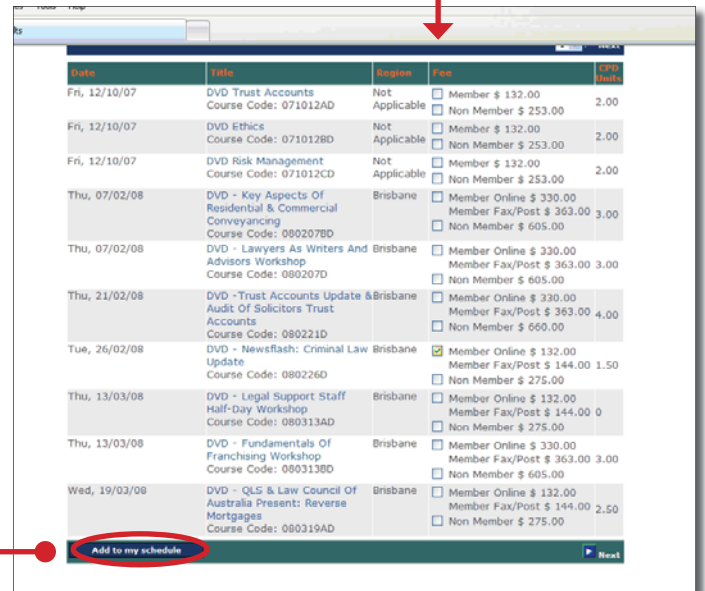 Tools Help
Next
Date Title Region Fee CPD Units
Fri, 12/10/07 DVD Trust Accounts Not Applicable Member $ 132.00 2.00
Course Code: 071012AD Non Member $ 253.00
Fri, 12/10/07 DVD Ethics Not Applicable Member $ 132.00 2.00
Course Code: 071012BD Non Member $ 253.00
Fri, 12/10/07 DVD Risk Management Not Applicable Member $ 132.00 2.00
Course Code: 071012CD Non Member $ 253.00
Thu, 07/02/08 DVD - Key Aspects Of Brisbane Member Online $ 330.00
Residential & Commercial Member Fax/Post $ 363.00 3.00
Conveyancing Non Member $ 605.00
Course Code: 080207BD
Thu, 07/02/08 DVD - Lawyers As Writers And Brisbane Member Online $ 330.00
Advisors Workshop Member Fax/Post $ 363.00 3.00
Course Code: 080207D Non Member $ 605.00
Thu, 21/02/08 DVD -Trust Accounts Update & Brisbane Member Online $ 330.00
Audit Of Solicitors Trust Member Fax/Post $ 363.00 4.00
Accounts Non Member $ 660.00
Course Code: 080221D
Tue, 26/02/08 DVD - Newsflash: Criminal Law Brisbane Member Online $ 132.00
Update Member Fax/Post $ 144.00 1.50
Course Code: 080226D Non Member $ 275.00
Thu, 13/03/08 DVD - Legal Support Staff Brisbane Member Online $ 132.00
Half-Day Workshop Member Fax/Post $ 144.00 0
Course Code: 080313AD Non Member $ 275.00
Thu, 13/03/08 DVD - Fundamentals Of Brisbane Member Online $ 330.00
Franchising Workshop Member Fax/Post $ 363.00 3.00
Course Code: 080313BD Non Member $ 605.00
Wed, 19/03/08 DVD - QLS & Law Council Of Brisbane Member Online $ 132.00
Australia Present: Reverse Member Fax/Post $ 144.00 2.50
Mortgages Non Member $ 275.00
Course Code: 080319AD
Add to my schedule Next